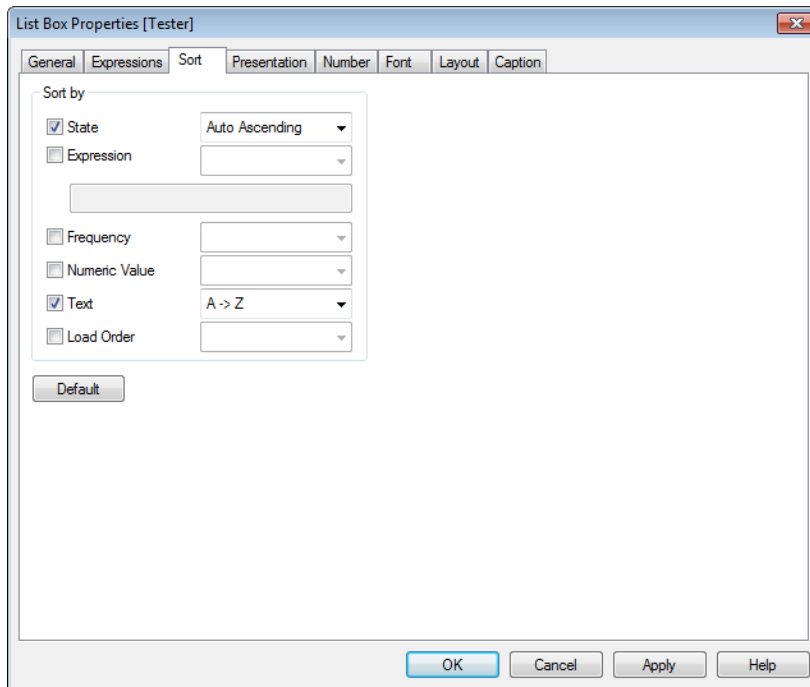 List Box Properties [Tester]
General Expressions Sort Presentation Number Font Layout Caption
Sort by
State Auto Ascending
Expression
Frequency
Numeric Value
Text A -> Z
Load Order
Default
OK Cancel Apply Help